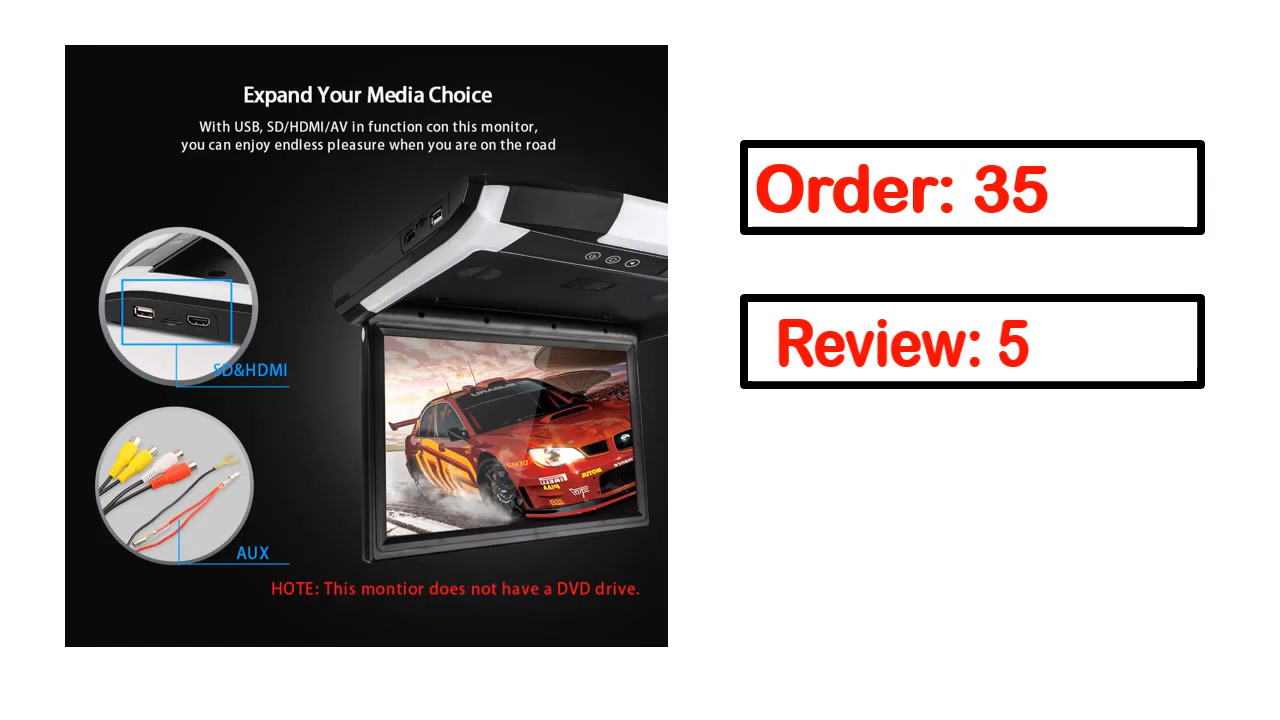 Expand Your Media Choice
With USB, SD/HDMI/AV in function con this monitor,
you can enjoy endless pleasure when you are on the road
SD&HDMI
AUX
HOTE: This montior does not have a DVD drive.
Order: 35
Review: 5